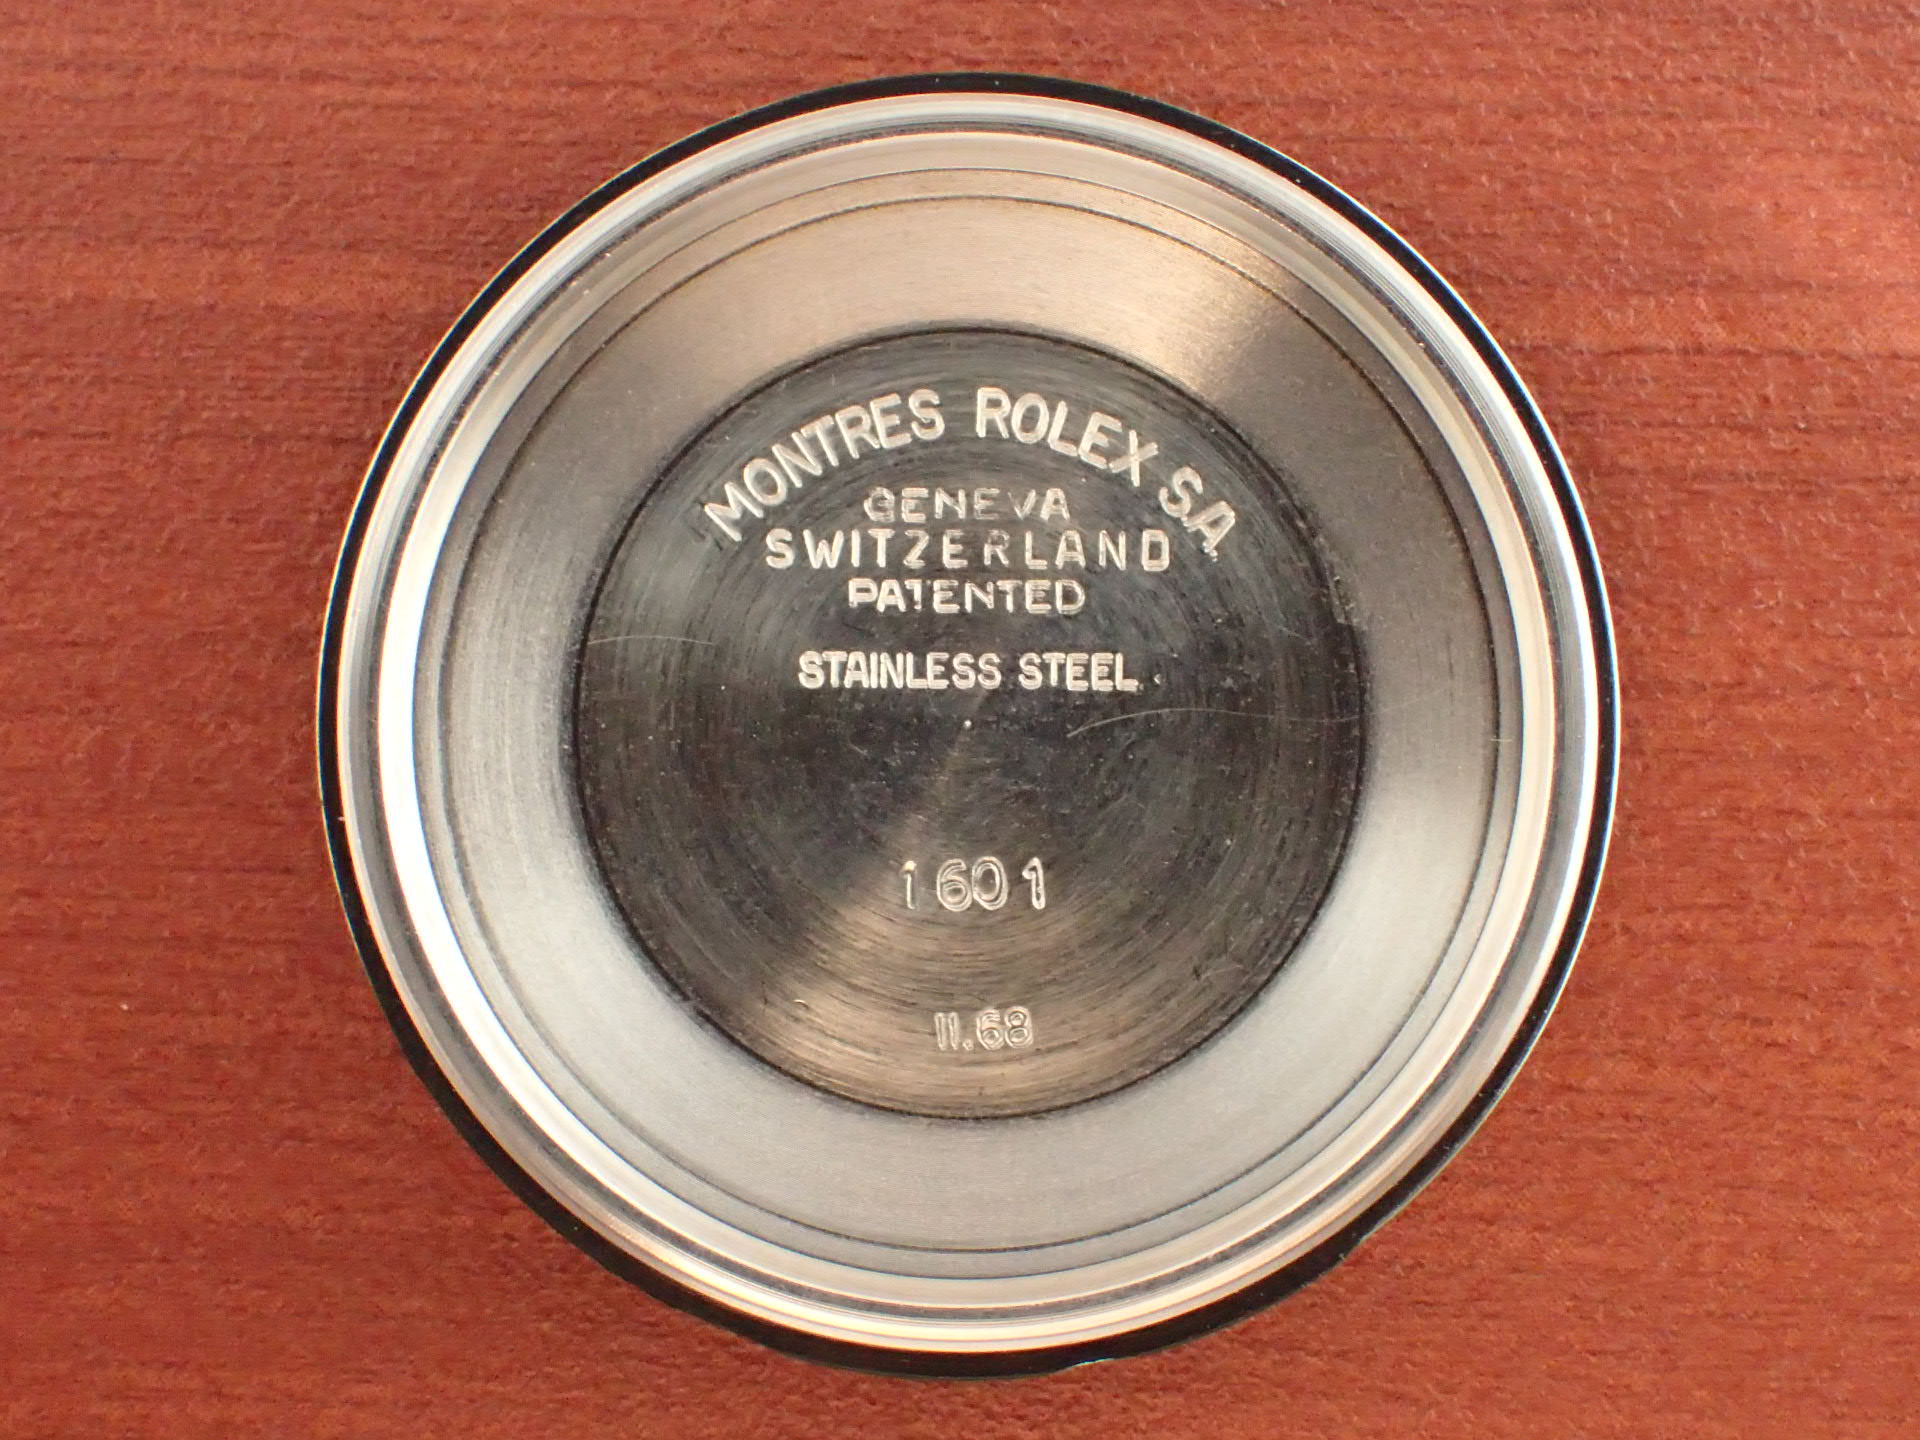 MONTRES ROLEX S.A.
GENEVA
SWITZERLAND
PATENTED
STAINLESS STEEL
1601
II.68